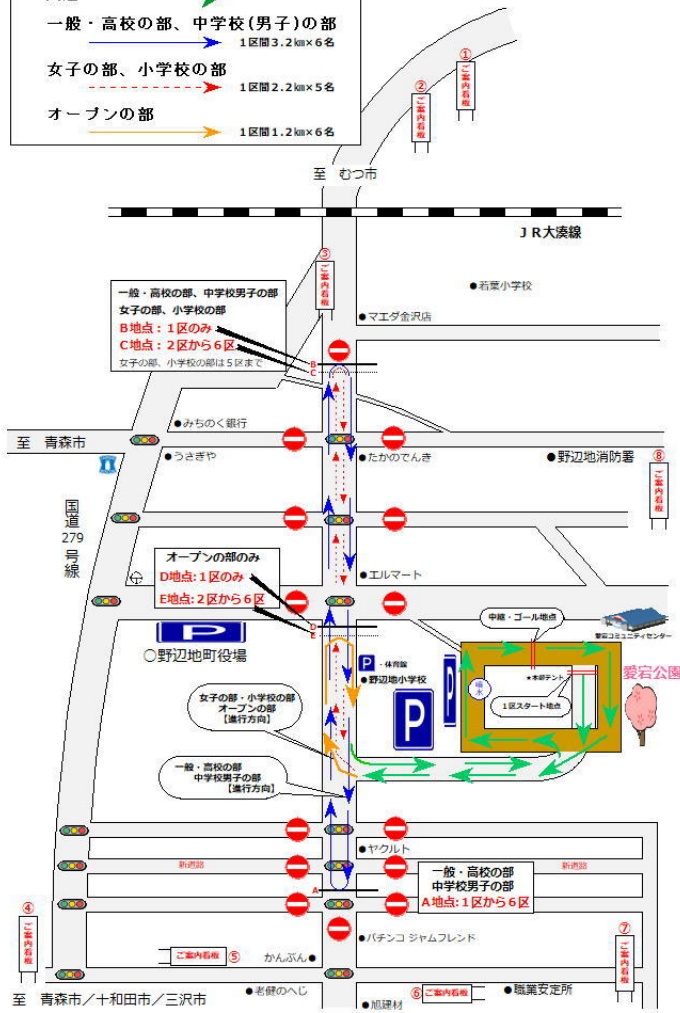 一般・高校の部、中学校(男子)の部
1区間3.2㎞×6名
女子の部、小学校の部
1区間2.2㎞×5名
オープンの部
1区間1.2㎞×6名
①
ご案内看板
②
ご案内看板
至 むつ市
JR大湊線
③
ご案内看板
●若葉小学校
一般・高校の部、中学校男子の部
女子の部、小学校の部
B地点：1区のみ
C地点：2区から6区
女子の部、小学校の部は5区まで
●マエダ金沢店
B
C
●みちのく銀行
至 青森市
●うさぎや
●たかのでんき
●野辺地消防署
⑧
ご案内看板
国道279号線
オープンの部のみ
D地点:1区のみ
E地点:2区から6区
●エルマート
D
E
中継・ゴール地点
愛宕コミュニティセンター
P
○野辺地町役場
P ・体育館
●野辺地小学校
P
P
噴水
★本部テント
1区スタート地点
愛宕公園
女子の部・小学校の部
オープンの部
【進行方向】
一般・高校の部
中学校男子の部
【進行方向】
●ヤクルト
新道路
新道路
A
一般・高校の部
中学校男子の部
A地点:1区から6区
④
ご案内看板
●パチンコ ジャムフレンド
ご案内看板 ⑤
かんぶん●
⑦
ご案内看板
至 青森市／十和田市／三沢市
●老健のへじ
●旭建材
⑥ ご案内看板
●職業安定所